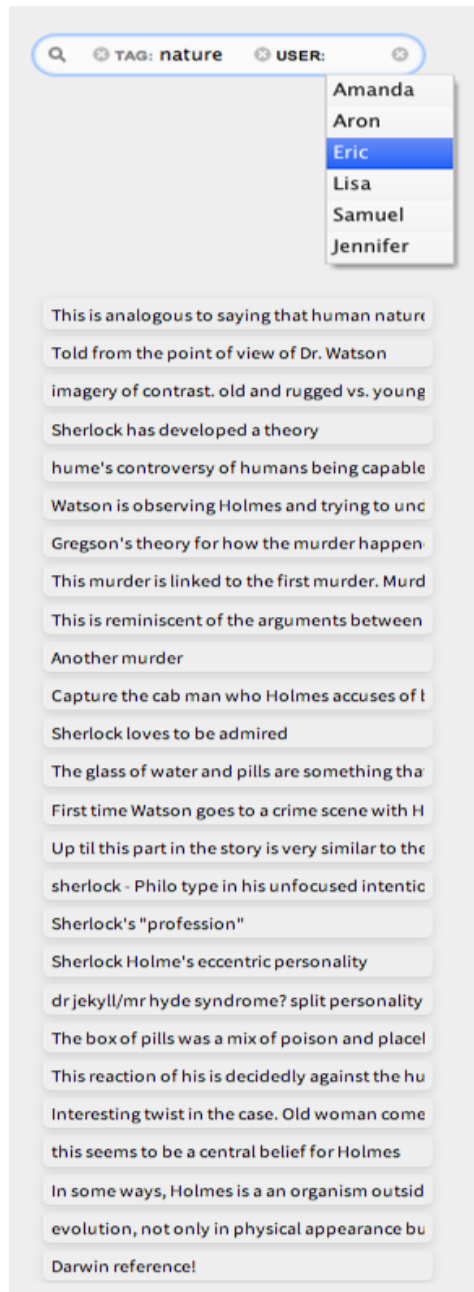 TAG: nature USER:
Amanda
Aron
Eric
Lisa
Samuel
Jennifer
This is analogous to saying that human nature
Told from the point of view of Dr. Watson
imagery of contrast. old and rugged vs. young
Sherlock has developed a theory
hume's controversy of humans being capable
Watson is observing Holmes and trying to und
Gregson's theory for how the murder happen
This murder is linked to the first murder. Murd
This is reminiscent of the arguments between
Another murder
Capture the cab man who Holmes accuses of
Sherlock loves to be admired
The glass of water and pills are something tha
First time Watson goes to a crime scene with H
Up til this part in the story is very similar to the
sherlock - Philo type in his unfocused intentio
Sherlock's "profession"
Sherlock Holme's eccentric personality
dr jekyll/mr hyde syndrome? split personality
The box of pills was a mix of poison and place
This reaction of his is decidedly against the hu
Interesting twist in the case. Old woman come
this seems to be a central belief for Holmes
In some ways, Holmes is a an organism outsid
evolution, not only in physical appearance bu
Darwin reference!